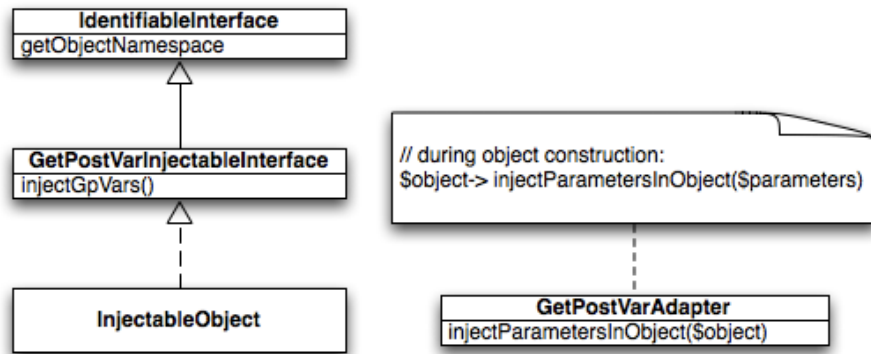 IdentifiableInterface
getObjectNamespace
GetPostVarInjectableInterface
injectGpVars()
InjectableObject
// during object construction:
$object-> injectParametersInObject($parameters)
GetPostVarAdapter
injectParametersInObject($object)